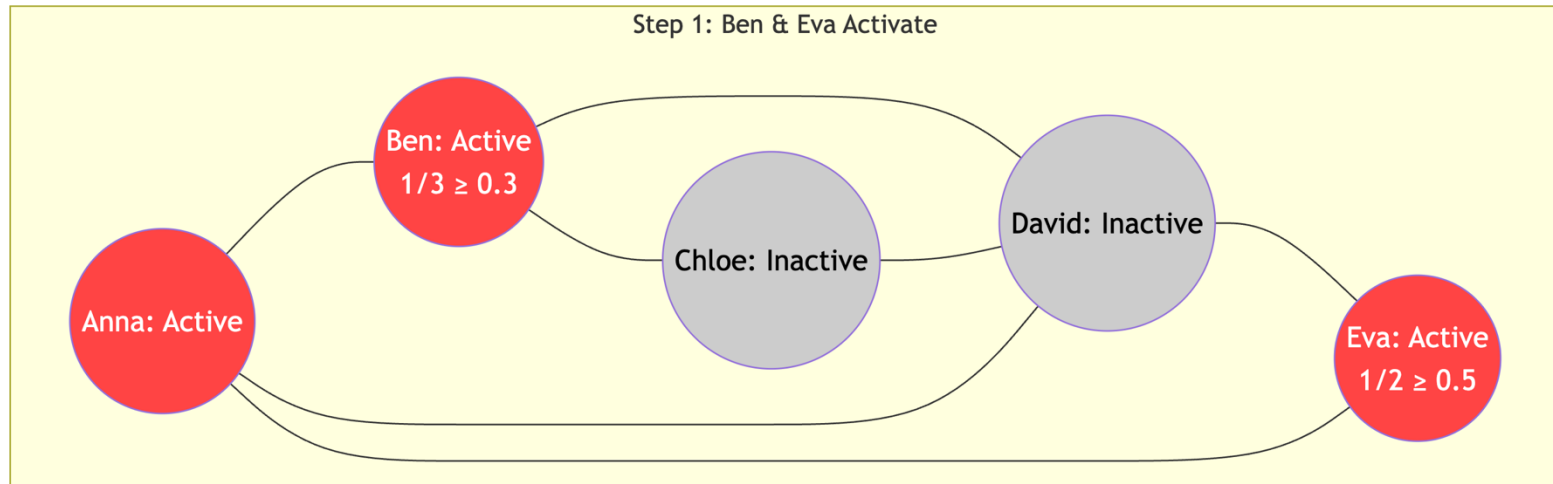 Step 1: Ben & Eva Activate
Ben: Active
1/3 ≥ 0.3
Chloe: Inactive
David: Inactive
Anna: Active
Eva: Active
1/2 ≥ 0.5